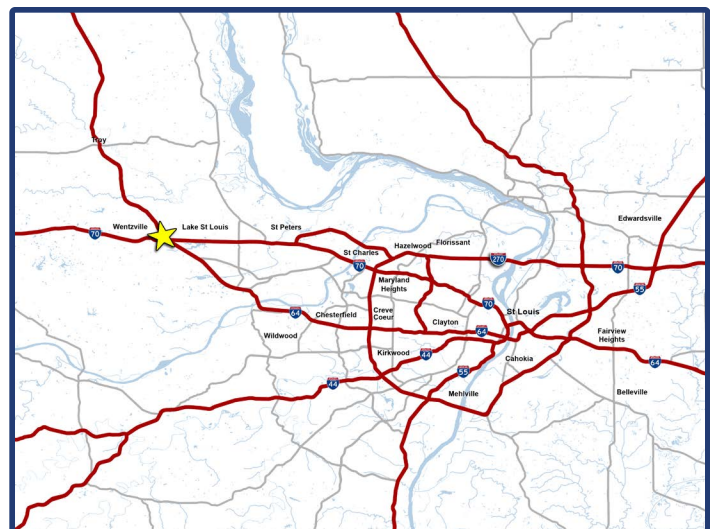 Troy
Edwardsville
Wentzville
Lake St Louis
St Peters
70
St Charles
Hazelwood
Florissant
70
270
70
Maryland
Heights
55
64
Chesterfield
Creve
Coeur
70
St Louis
Clayton
64
Wildwood
Fairview
Heights
Kirkwood
44
Cahokia
64
55
44
Mehlville
Belleville